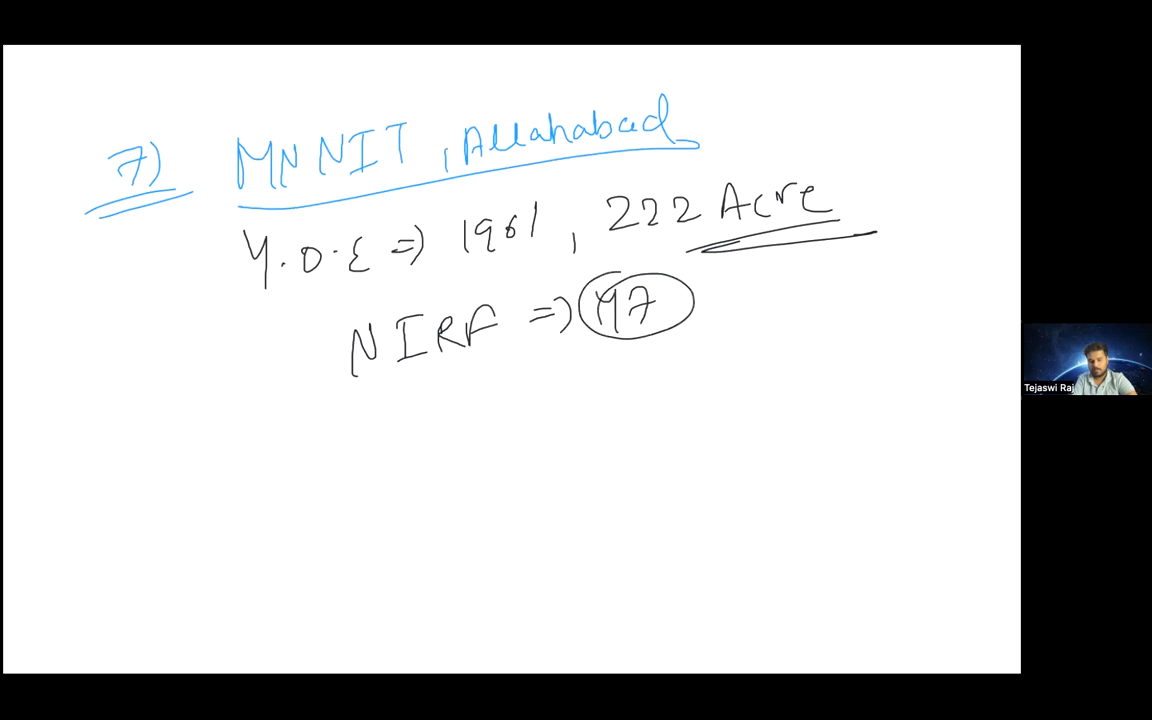 7) MNNIT, Allahabad
Y.O.E => 1961, 222 Acre
NIRF => 47
Tejaswi Raj